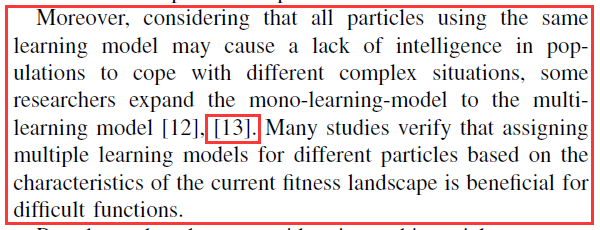 Moreover, considering that all particles using the same
learning model may cause a lack of intelligence in pop-
ulations to cope with different complex situations, some
researchers expand the mono-learning-model to the multi-
learning model [12], [13]. Many studies verify that assigning
multiple learning models for different particles based on the
characteristics of the current fitness landscape is beneficial for
difficult functions.